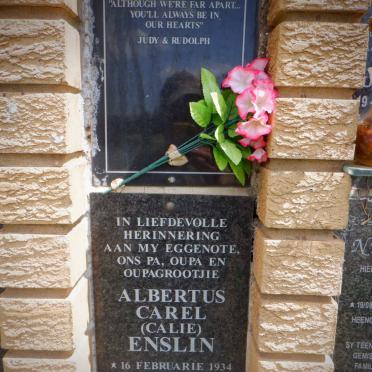 "ALTHOUGH WE'RE FAR APART...
YOU'LL ALWAYS BE IN
OUR HEARTS"
JUDY & RUDOLPH
IN LIEFDEVOLLE
HERINNERING
AAN MY EGGENOTE,
ONS PA, OUPA EN
OUPAGROOTJIE
ALBERTUS
CAREL
(CALIE)
ENSLIN
* 16 FEBRUARIE 1934